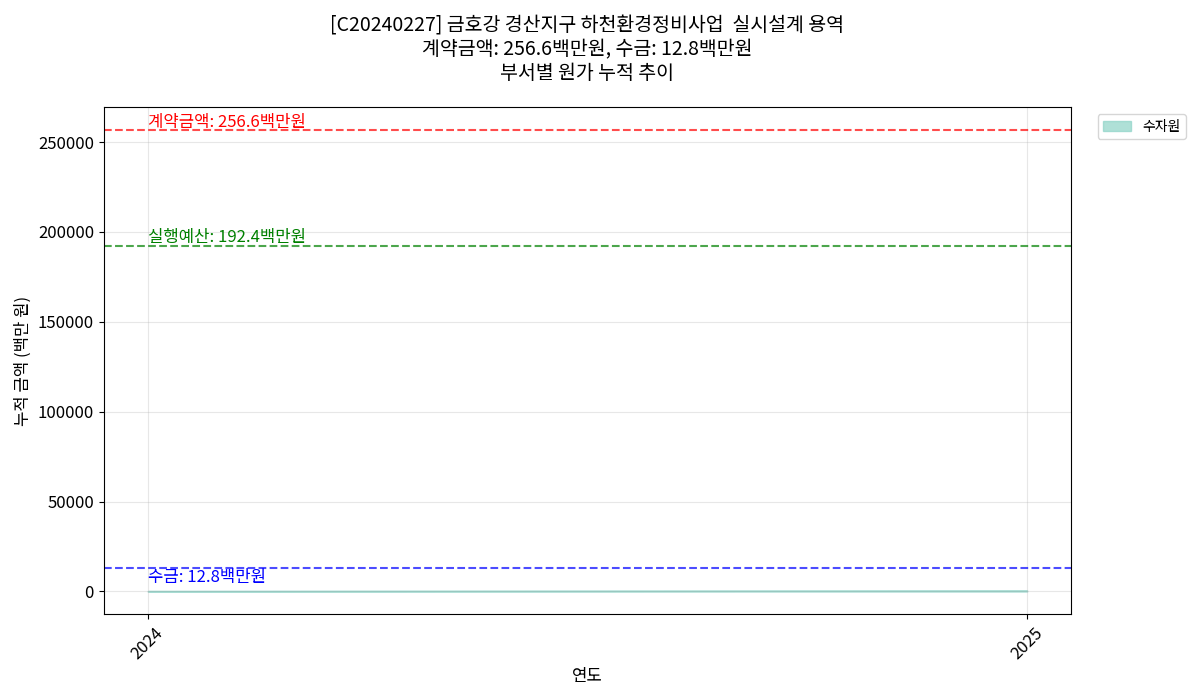 [C20240227] 금호강 경산지구 하천환경정비사업  실시설계 용역
계약금액: 256.6백만원, 수금: 12.8백만원
부서별 원가 누적 추이
계약금액: 256.6백만원
수자원
250000
200000
실행예산: 192.4백만원
150000
누적 금액 (백만 원)
100000
50000
수금: 12.8백만원
0
2024
2025
연도